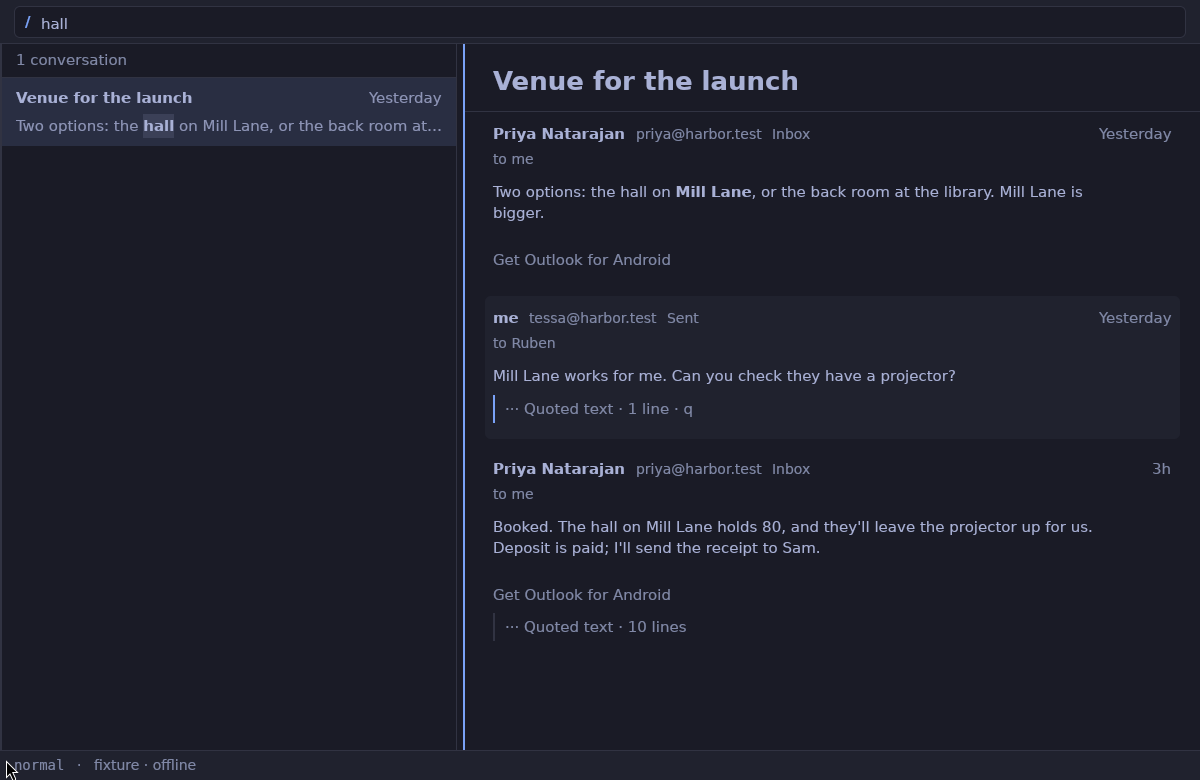 / hall
1 conversation
Venue for the launch Yesterday
Two options: the hall on Mill Lane, or the back room at...
Venue for the launch
Priya Natarajan priya@harbor.test Inbox Yesterday
to me
Two options: the hall on Mill Lane, or the back room at the library. Mill Lane is
bigger.
Get Outlook for Android
me tessa@harbor.test Sent Yesterday
to Ruben
Mill Lane works for me. Can you check they have a projector?
··· Quoted text · 1 line · q
Priya Natarajan priya@harbor.test Inbox 3h
to me
Booked. The hall on Mill Lane holds 80, and they'll leave the projector up for us.
Deposit is paid; I'll send the receipt to Sam.
Get Outlook for Android
··· Quoted text · 10 lines
normal · fixture · offline